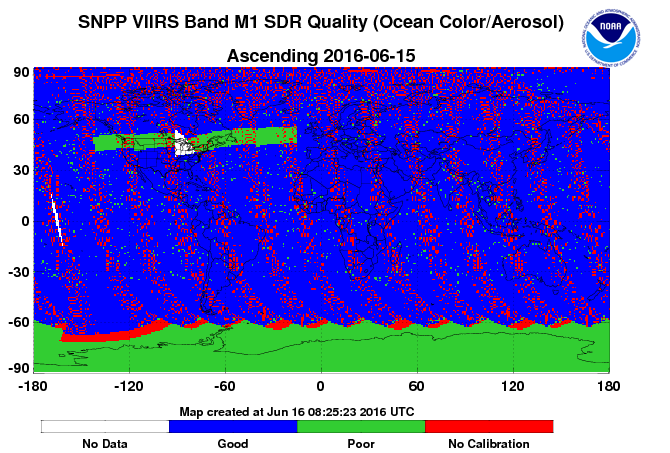 SNPP VIIRS Band M1 SDR Quality (Ocean Color/Aerosol)
Ascending 2016-06-15
NOAA
90
60
30
0
-30
-60
-90
-180 -120 -60 0 60 120 180
Map created at Jun 16 08:25:23 2016 UTC
No Data Good Poor No Calibration